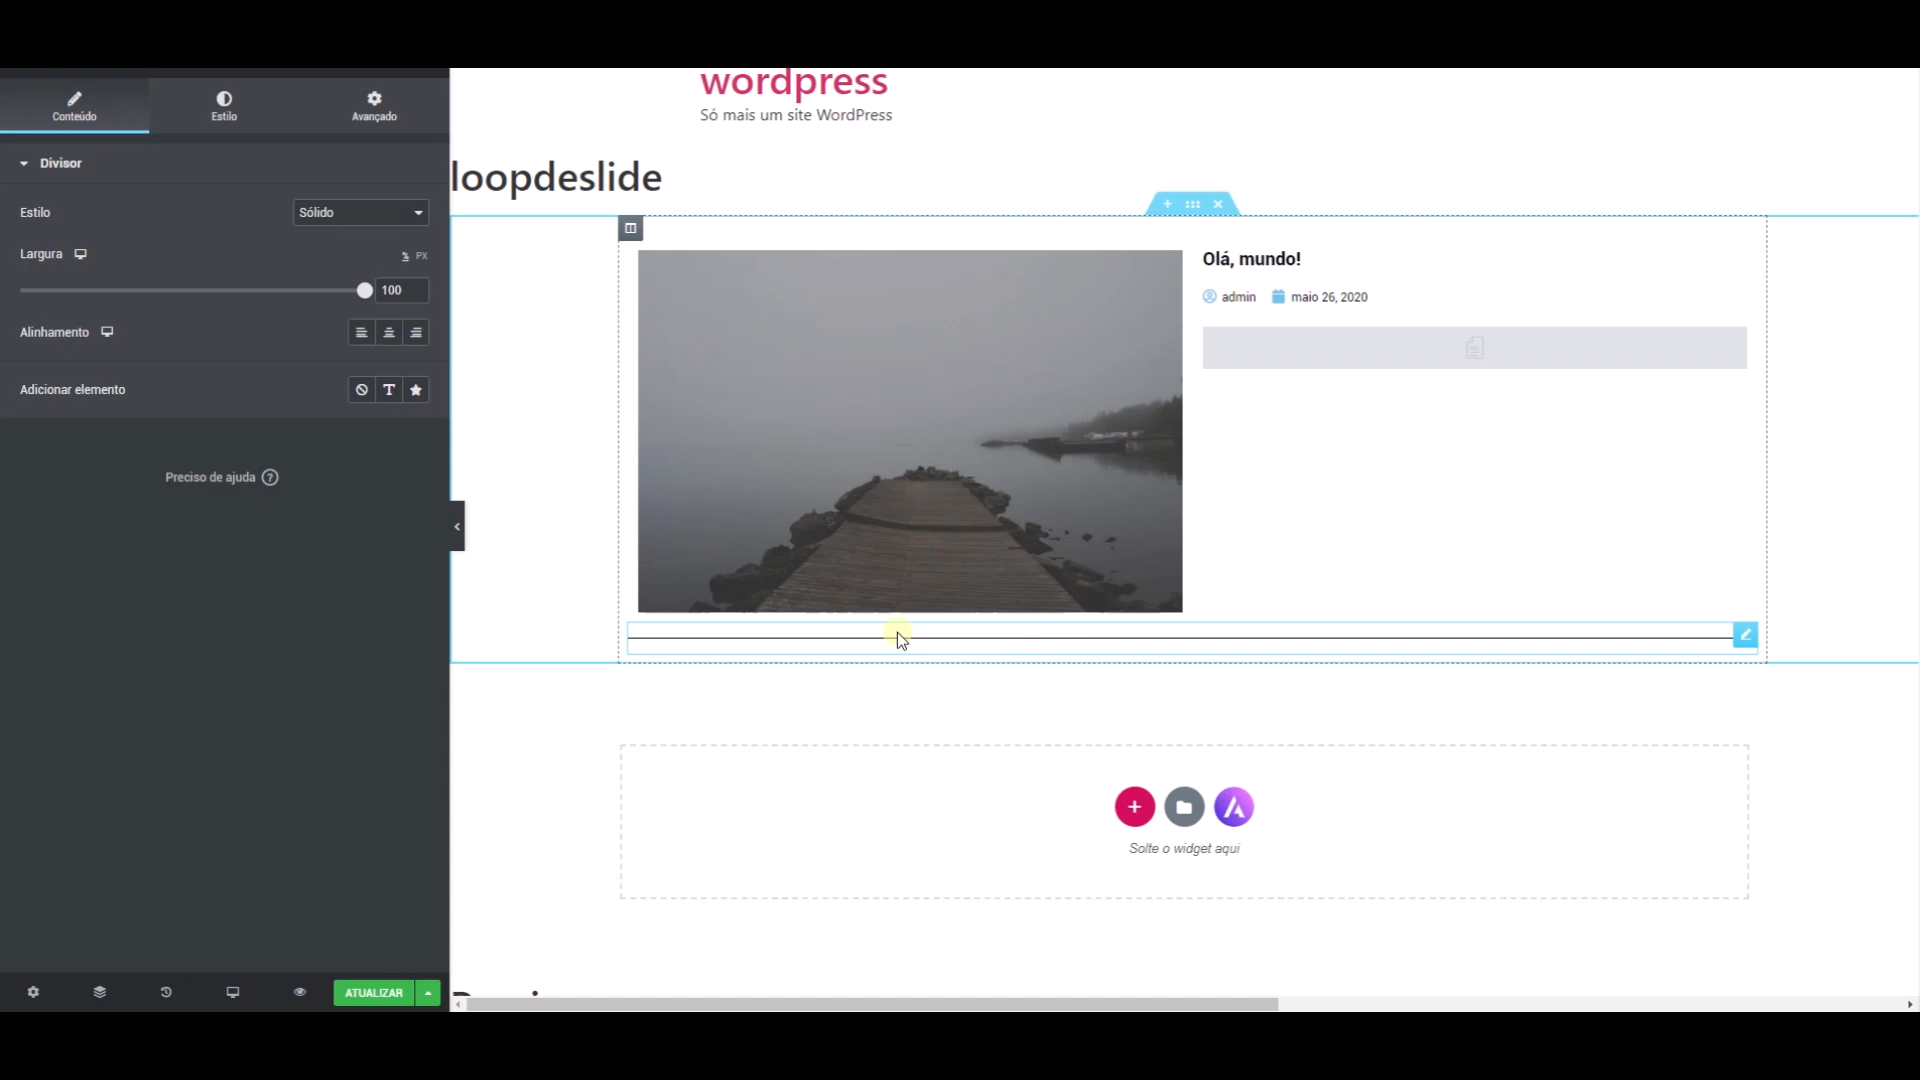 Conteúdo
Estilo
Avançado
Divisor
Estilo
Sólido
Largura
% PX
100
Alinhamento
Adicionar elemento
Preciso de ajuda ?
ATUALIZAR
wordpress
Só mais um site WordPress
loopdeslide
Olá, mundo!
admin
maio 26, 2020
Solte o widget aqui